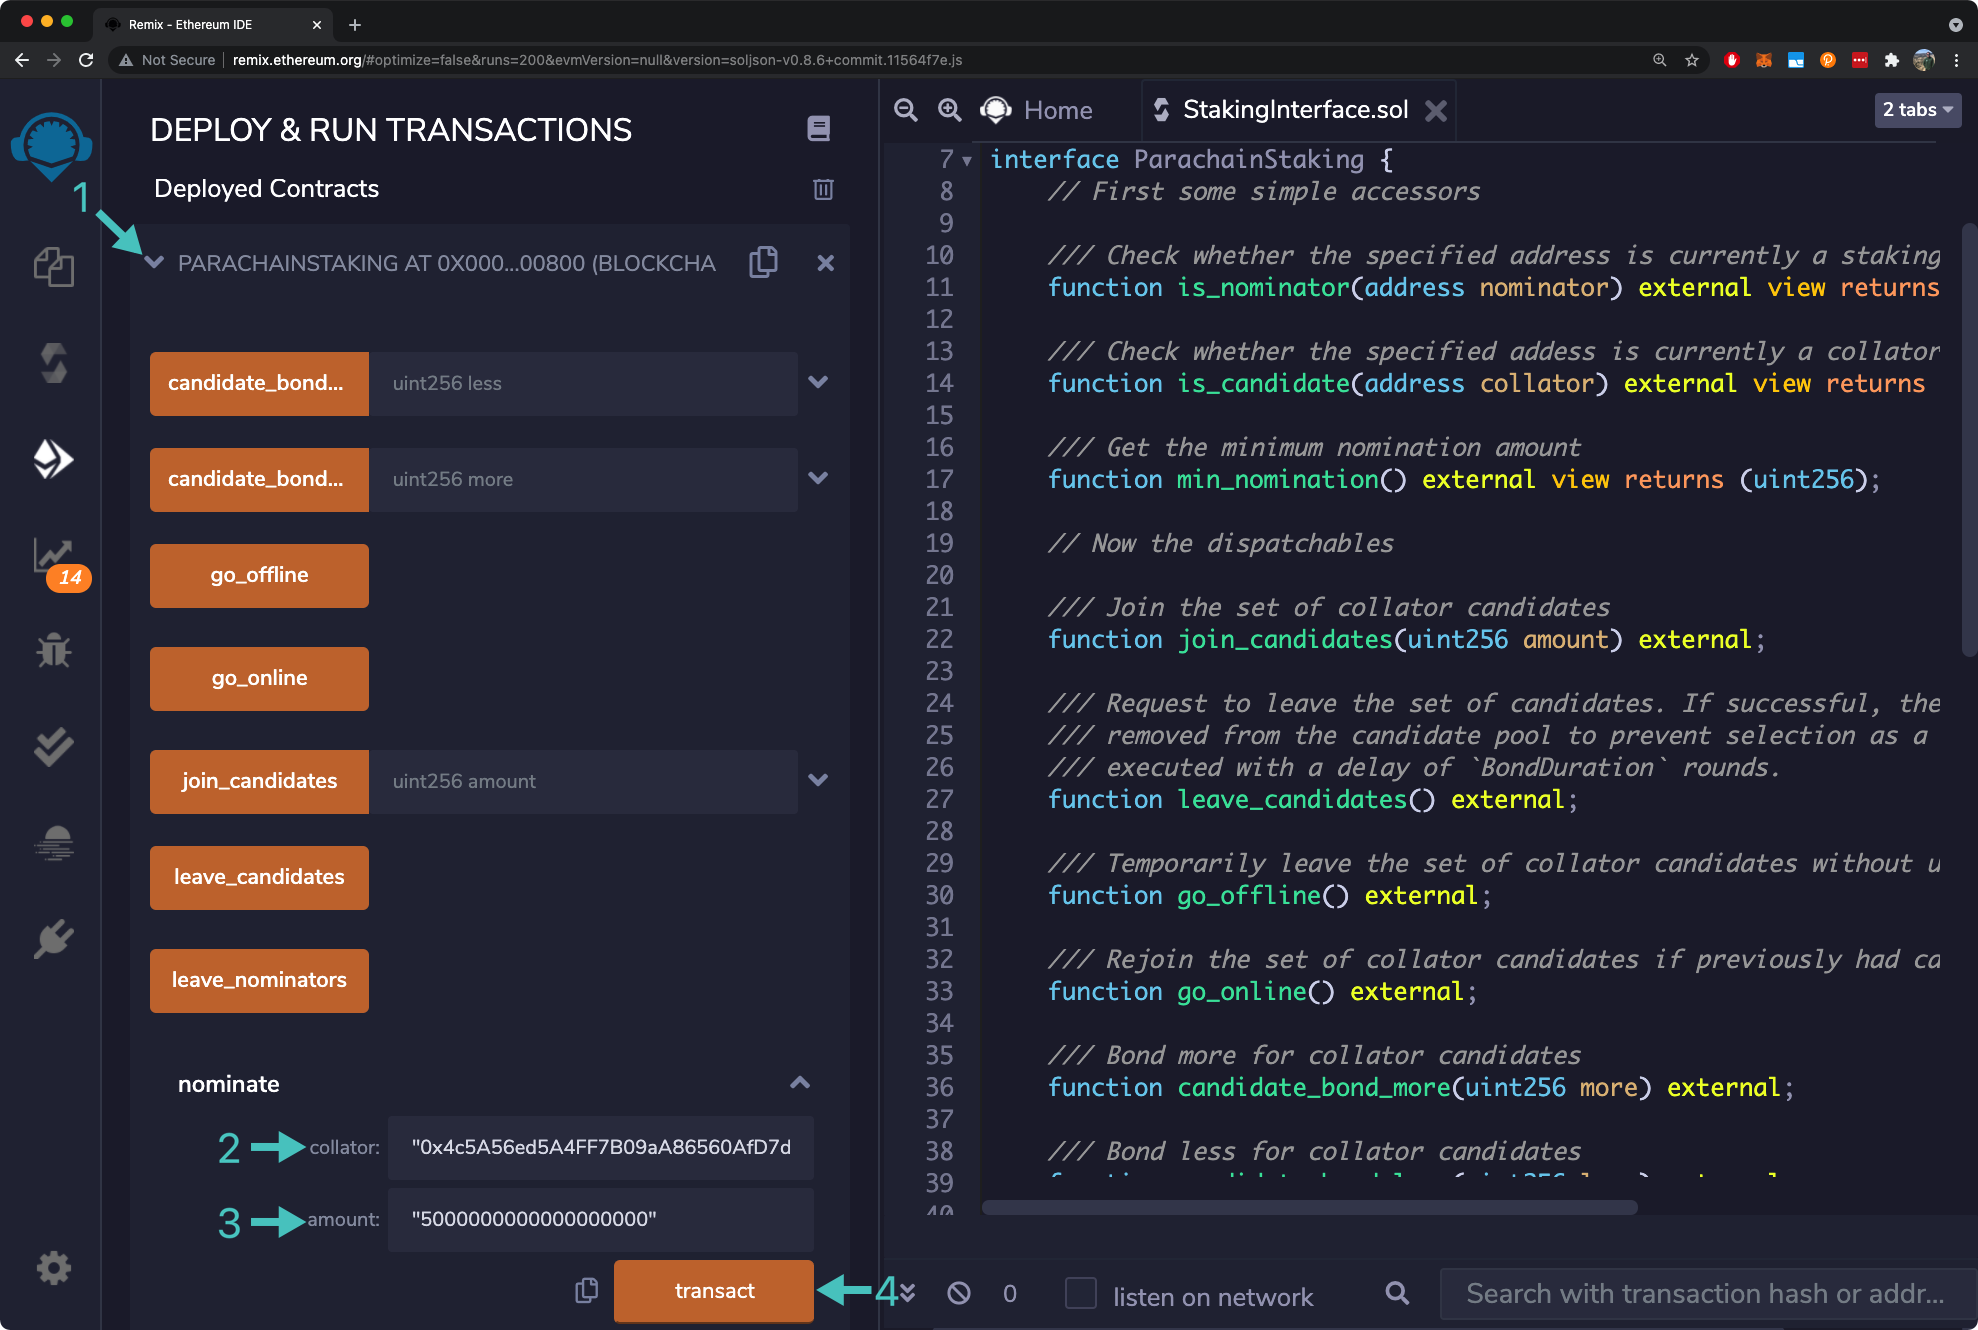 Remix - Ethereum IDE
Not Secure | remix.ethereum.org/#optimize=false&runs=200&evmVersion=null&version=soljson-v0.8.6+commit.11564f7e.js
DEPLOY & RUN TRANSACTIONS
Deployed Contracts
1
PARACHAINSTAKING AT 0X000...00800 (BLOCKCHA
candidate_bond... uint256 less
candidate_bond... uint256 more
go_offline
go_online
14
join_candidates uint256 amount
leave_candidates
leave_nominators
nominate
2 collator: "0x4c5A56ed5A4FF7B09aA86560AfD7d
3 amount: "5000000000000000000"
transact 4
Home StakingInterface.sol 2 tabs
7 interface ParachainStaking {
8 // First some simple accessors
9
10 /// Check whether the specified address is currently a staking
11 function is_nominator(address nominator) external view returns
12
13 /// Check whether the specified addess is currently a collator
14 function is_candidate(address collator) external view returns
15
16 /// Get the minimum nomination amount
17 function min_nomination() external view returns (uint256);
18
19 // Now the dispatchables
20
21 /// Join the set of collator candidates
22 function join_candidates(uint256 amount) external;
23
24 /// Request to leave the set of candidates. If successful, the
25 /// removed from the candidate pool to prevent selection as a
26 /// executed with a delay of `BondDuration` rounds.
27 function leave_candidates() external;
28
29 /// Temporarily leave the set of collator candidates without u
30 function go_offline() external;
31
32 /// Rejoin the set of collator candidates if previously had ca
33 function go_online() external;
34
35 /// Bond more for collator candidates
36 function candidate_bond_more(uint256 more) external;
37
38 /// Bond less for collator candidates
39
40
0 listen on network Search with transaction hash or addr...